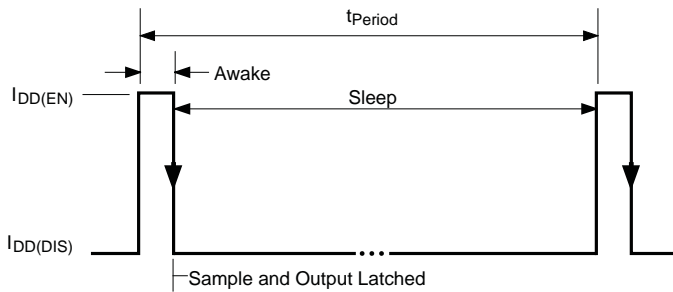 tPeriod
Awake
IDD(EN)
Sleep
IDD(DIS)
Sample and Output Latched